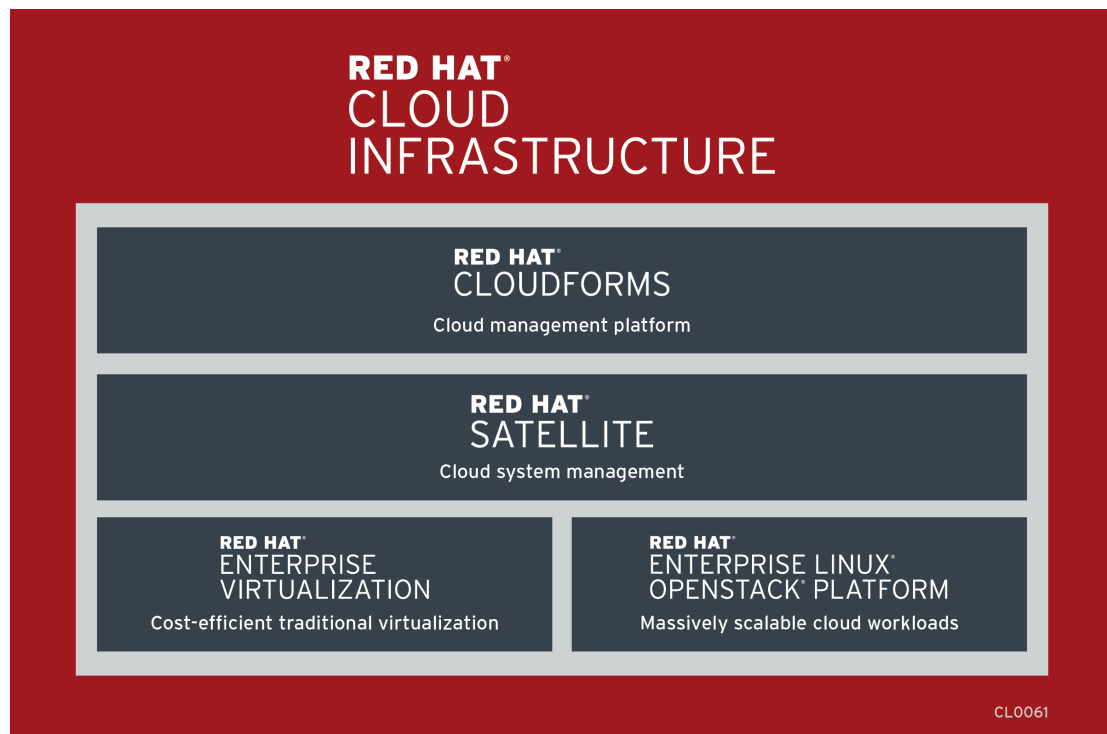 RED HAT®
CLOUD
INFRASTRUCTURE
RED HAT®
CLOUDFORMS
Cloud management platform
RED HAT®
SATELLITE
Cloud system management
RED HAT®
ENTERPRISE
VIRTUALIZATION
Cost-efficient traditional virtualization
RED HAT®
ENTERPRISE LINUX®
OPENSTACK® PLATFORM
Massively scalable cloud workloads
CL0061